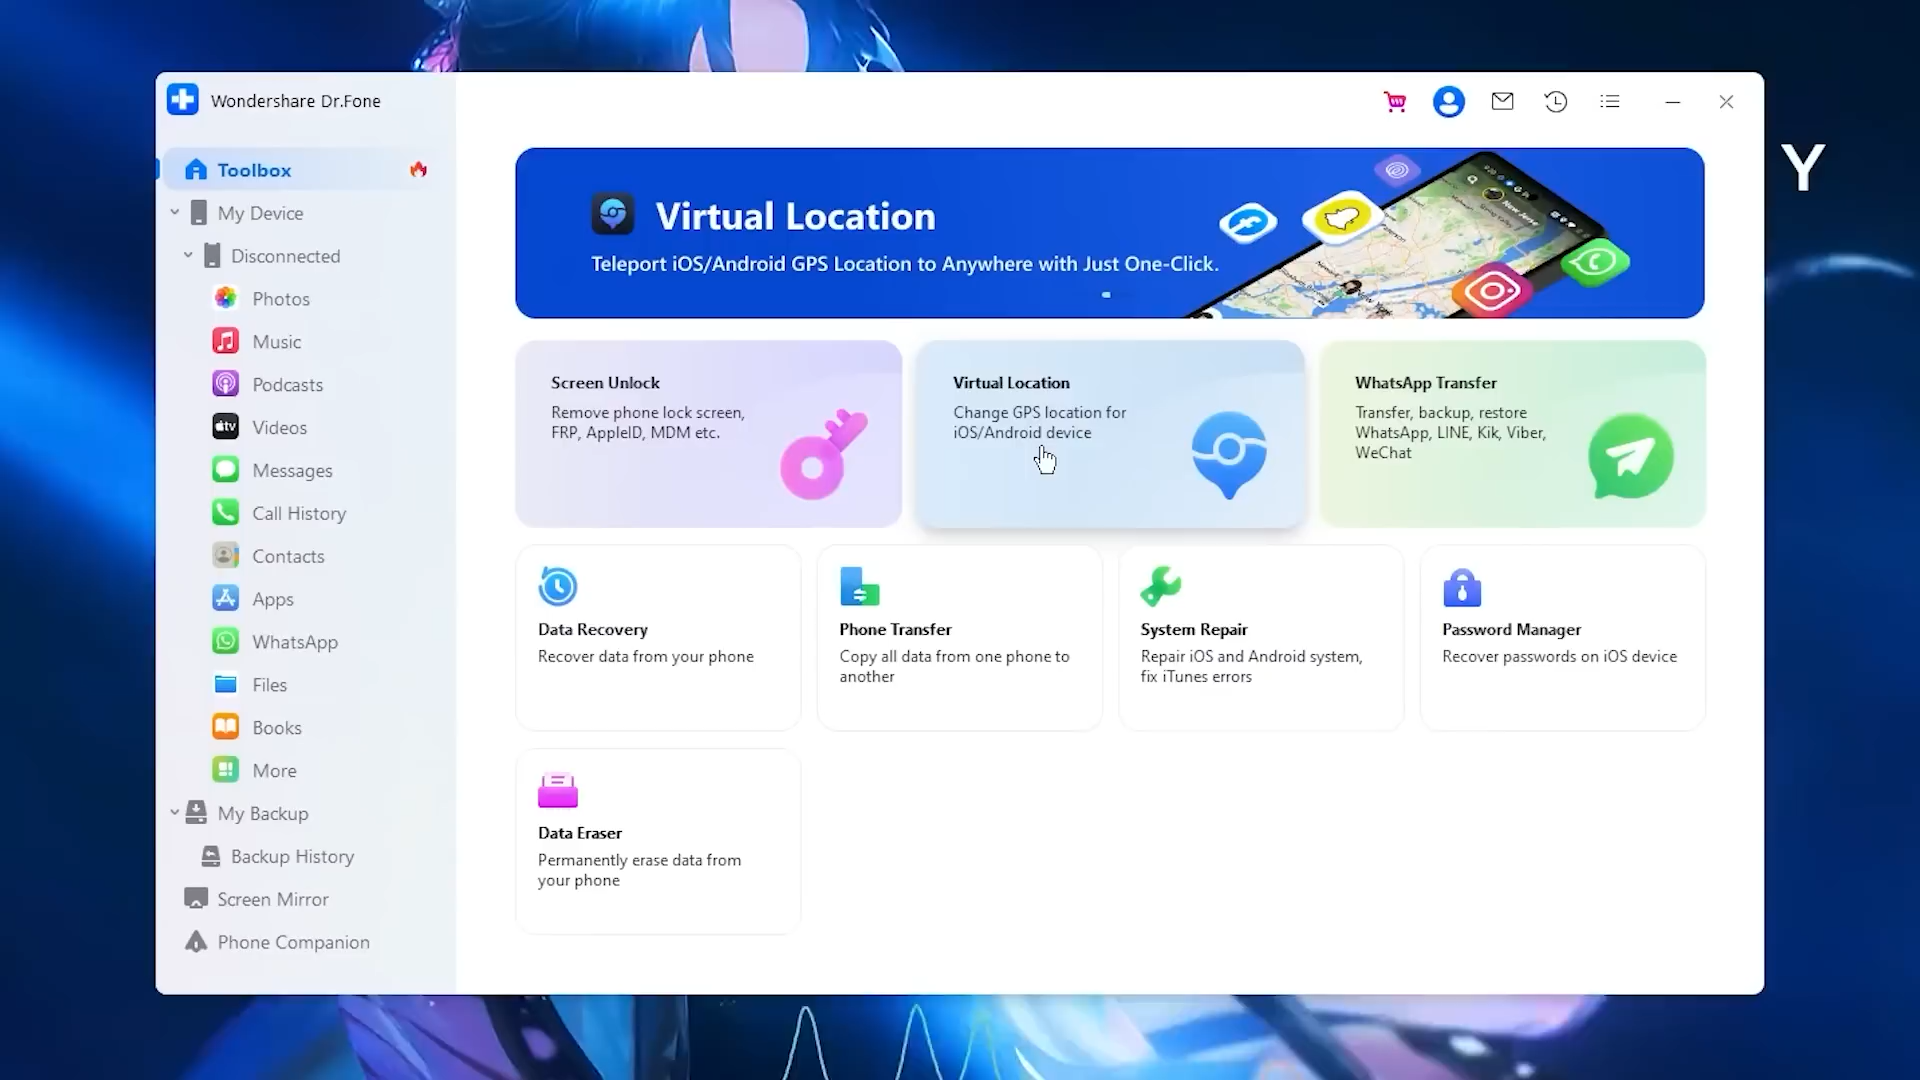 Wondershare Dr.Fone
Toolbox
My Device
Disconnected
Photos
Music
Podcasts
tv
Videos
Messages
Call History
Contacts
Apps
WhatsApp
Files
Books
More
My Backup
Backup History
Screen Mirror
Phone Companion
Virtual Location
Teleport iOS/Android GPS Location to Anywhere with Just One-Click.
Screen Unlock
Remove phone lock screen,
FRP, AppleID, MDM etc.
Virtual Location
Change GPS location for
iOS/Android device
WhatsApp Transfer
Transfer, backup, restore
WhatsApp, LINE, Kik, Viber,
WeChat
Data Recovery
Recover data from your phone
Phone Transfer
Copy all data from one phone to
another
System Repair
Repair iOS and Android system,
fix iTunes errors
Password Manager
Recover passwords on iOS device
Data Eraser
Permanently erase data from
your phone
Y